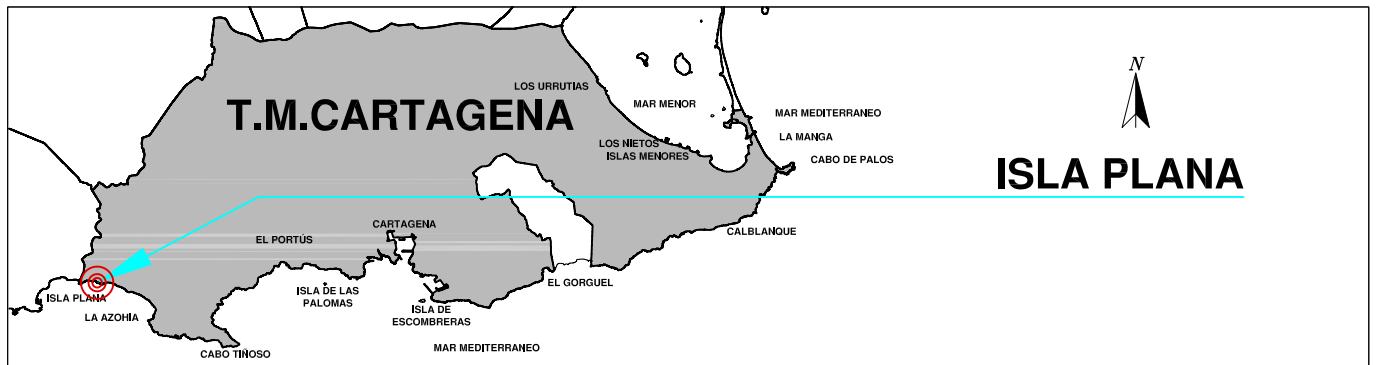 N
LOS URRUTIAS
MAR MENOR
T.M.CARTAGENA
MAR MEDITERRANEO
LA MANGA
LOS NIETOS
ISLAS MENORES
CABO DE PALOS
ISLA PLANA
CARTAGENA
CALBLANQUE
EL PORTÚS
EL GORGUEL
ISLA PLANA
ISLA DE LAS
PALOMAS
LA AZOHIA
ISLA DE
ESCOMBRERAS
MAR MEDITERRANEO
CABO TIÑOSO